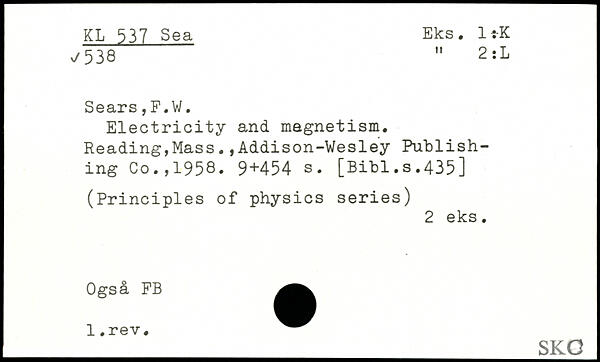 KL 537 Sea
Eks. 1:K
✓538
" 2:L
Sears,F.W.
Electricity and magnetism.
Reading,Mass.,Addison-Wesley Publish-
ing Co.,1958. 9+454 s. [Bibl.s.435]
(Principles of physics series)
2 eks.
Også FB
1.rev.
SKC